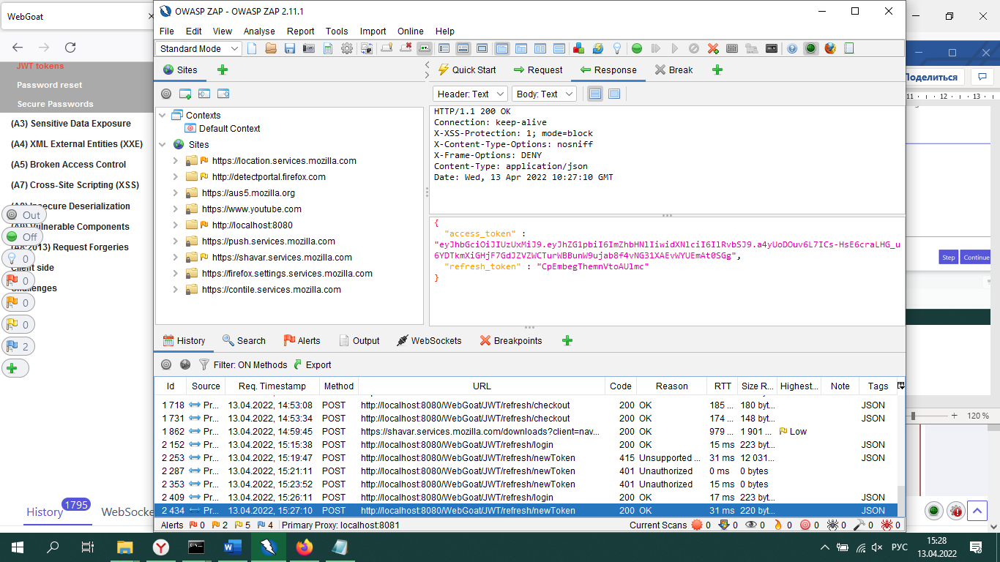 WebGoat
OWASP ZAP - OWASP ZAP 2.11.1
File Edit View Analyse Report Tools Import Online Help
Standard Mode
Поделиться
JWT tokens
Password reset
Secure Passwords
(A3) Sensitive Data Exposure
(A4) XML External Entities (XXE)
(A5) Broken Access Control
(A7) Cross-Site Scripting (XSS)
Insecure Deserialization
Vulnerable Components
(A8:2013) Request Forgeries
Client side
Challenges
Out
Off
0
0
0
0
2
History 1795 WebSocke
Sites
Quick Start Request Response Break
Header: Text Body: Text
11 12 13
Contexts
Default Context
Sites
https://location.services.mozilla.com
http://detectportal.firefox.com
https://aus5.mozilla.org
https://www.youtube.com
http://localhost:8080
https://push.services.mozilla.com
https://shavar.services.mozilla.com
https://firefox.settings.services.mozilla.com
https://contile.services.mozilla.com
HTTP/1.1 200 OK
Connection: keep-alive
X-XSS-Protection: 1; mode=block
X-Content-Type-Options: nosniff
X-Frame-Options: DENY
Content-Type: application/json
Date: Wed, 13 Apr 2022 10:27:10 GMT
{
"access_token" :
"eyJhbGciOiJIUzUxMiJ9.eyJhZG1pbiI6ImZhbHNlIiwidXNlciI6IlRvbSJ9.a4yUoDOuv6L7ICs-HsE6craLHG_u
6YDTkmXiGHjF7GdJZVZWCTurWBBunW9ujab8f4vNG31XAEvWYUEmAt0SGg",
"refresh_token" : "CpEmbegThemnVtoAUlmc"
}
Step Continue
History Search Alerts Output WebSockets Breakpoints
Filter: ON Methods Export
Id Source Req. Timestamp Method URL Code Reason RTT Size R... Highest... Note Tags
1 718 Pr... 13.04.2022, 14:53:08 POST http://localhost:8080/WebGoat/JWT/refresh/checkout 200 OK 185 ... 180 byt... JSON
1 731 Pr... 13.04.2022, 14:53:34 POST http://localhost:8080/WebGoat/JWT/refresh/checkout 200 OK 174 ... 148 byt... JSON
1 862 Pr... 13.04.2022, 14:59:45 POST https://shavar.services.mozilla.com/downloads?client=nav... 200 OK 979 ... 1 901 ... Low
2 152 Pr... 13.04.2022, 15:15:38 POST http://localhost:8080/WebGoat/JWT/refresh/login 200 OK 15 ms 223 byt... JSON
2 253 Pr... 13.04.2022, 15:19:47 POST http://localhost:8080/WebGoat/JWT/refresh/newToken 415 Unsupported ... 31 ms 12 031... JSON
2 287 Pr... 13.04.2022, 15:21:11 POST http://localhost:8080/WebGoat/JWT/refresh/newToken 401 Unauthorized 0 ms 0 bytes
2 353 Pr... 13.04.2022, 15:23:52 POST http://localhost:8080/WebGoat/JWT/refresh/newToken 401 Unauthorized 15 ms 0 bytes
2 409 Pr... 13.04.2022, 15:26:11 POST http://localhost:8080/WebGoat/JWT/refresh/login 200 OK 17 ms 223 byt... JSON
2 434 Pr... 13.04.2022, 15:27:10 POST http://localhost:8080/WebGoat/JWT/refresh/newToken 200 OK 31 ms 220 byt... JSON
Alerts 0 2 5 4 Primary Proxy: localhost:8081 Current Scans 0 0 0 0 0 0 0 0
120 %
РУС
15:28
13.04.2022